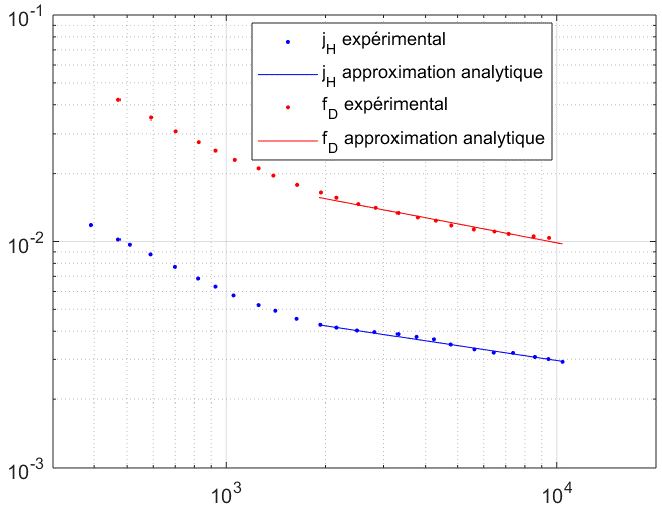 10^-1
j_H expérimental
j_H approximation analytique
f_D expérimental
f_D approximation analytique
10^-2
10^-3
10^3 10^4